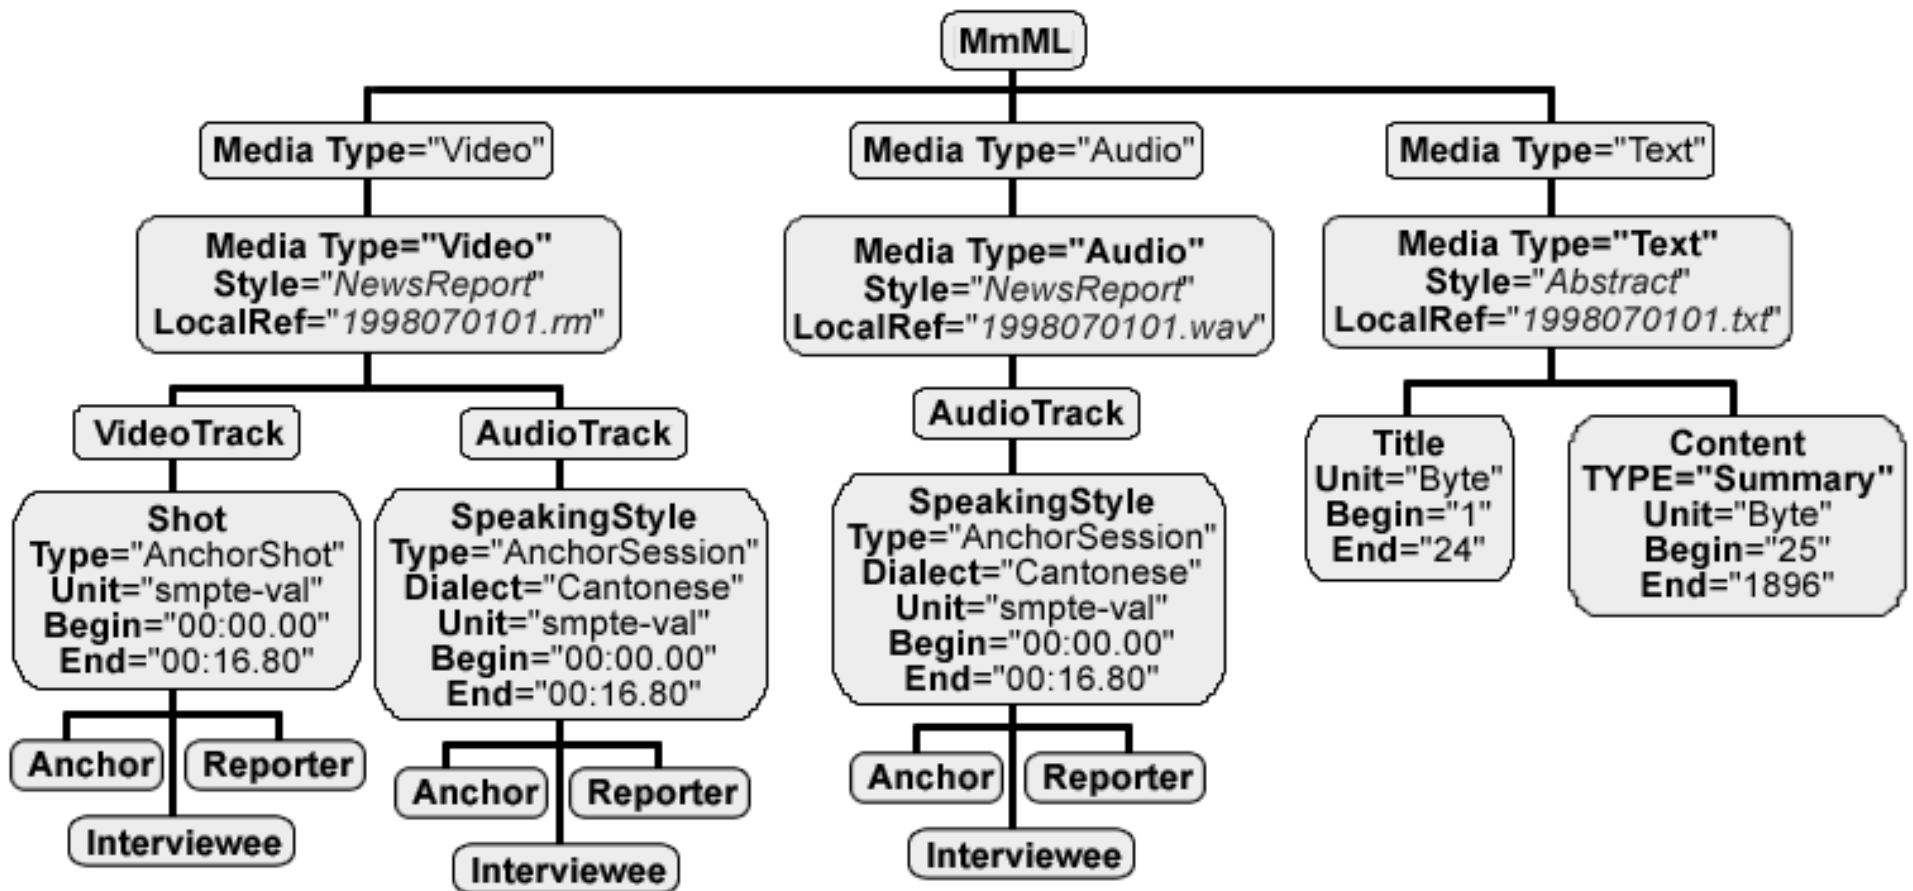 MmML
Media Type="Video"
Media Type="Audio"
Media Type="Text"
Media Type="Video"
Style="NewsReport"
LocalRef="1998070101.rm"
Media Type="Audio"
Style="NewsReport"
LocalRef="1998070101.wav"
Media Type="Text"
Style="Abstract"
LocalRef="1998070101.txt"
VideoTrack
AudioTrack
AudioTrack
Title
Unit="Byte"
Begin="1"
End="24"
Content
TYPE="Summary"
Unit="Byte"
Begin="25"
End="1896"
Shot
Type="AnchorShot"
Unit="smpte-val"
Begin="00:00.00"
End="00:16.80"
SpeakingStyle
Type="AnchorSession"
Dialect="Cantonese"
Unit="smpte-val"
Begin="00:00.00"
End="00:16.80"
SpeakingStyle
Type="AnchorSession"
Dialect="Cantonese"
Unit="smpte-val"
Begin="00:00.00"
End="00:16.80"
Anchor
Reporter
Interviewee
Anchor
Reporter
Interviewee
Anchor
Reporter
Interviewee